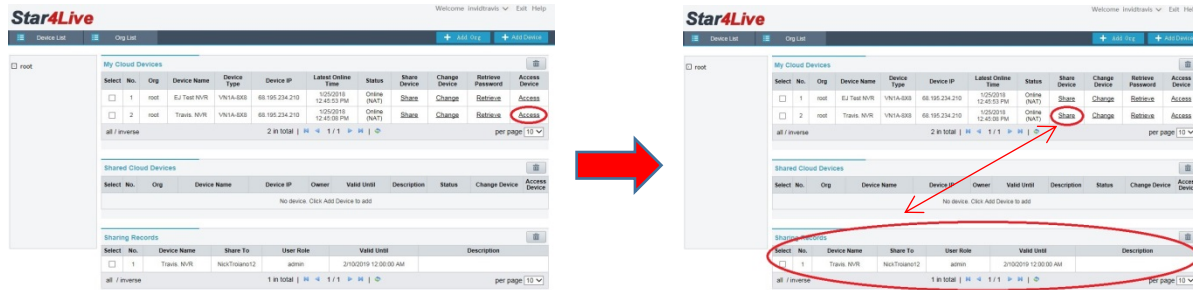 Welcome invidtravis Exit Help
Star4Live
Device List Org List + Add Org + Add Device
root
My Cloud Devices
Select No. Org Device Name Device Type Device IP Latest Online Time Status Share Device Change Device Retrieve Password Access Device
1 root EJ Test NVR VN1A-8X8 68.195.234.210 1/25/2018 12:45:53 PM Online (NAT) Share Change Retrieve Access
2 root Travis. NVR VN1A-8X8 68.195.234.210 1/25/2018 12:45:08 PM Online (NAT) Share Change Retrieve Access
all / inverse 2 in total | 1 / 1 | per page 10
Shared Cloud Devices
Select No. Org Device Name Device IP Owner Valid Until Description Status Change Device Access Device
No device. Click Add Device to add
Sharing Records
Select No. Device Name Share To User Role Valid Until Description
1 Travis. NVR NickTroiano12 admin 2/10/2019 12:00:00 AM
all / inverse 1 in total | 1 / 1 | per page 10
Welcome invidtravis Exit Hel
Star4Live
Device List Org List + Add Org + Add Device
root
My Cloud Devices
Select No. Org Device Name Device Type Device IP Latest Online Time Status Share Device Change Device Retrieve Password Access Device
1 root EJ Test NVR VN1A-8X8 68.195.234.210 1/25/2018 12:45:53 PM Online (NAT) Share Change Retrieve Access
2 root Travis. NVR VN1A-8X8 68.195.234.210 1/25/2018 12:45:08 PM Online (NAT) Share Change Retrieve Access
all / inverse 2 in total | 1 / 1 | per page 10
Shared Cloud Devices
Select No. Org Device Name Device IP Owner Valid Until Description Status Change Device
No device. Click Add Device to add
Sharing Records
Select No. Device Name Share To User Role Valid Until Description
1 Travis. NVR NickTroiano12 admin 2/10/2019 12:00:00 AM
all / inverse 1 in total | 1 / 1 | per page 10